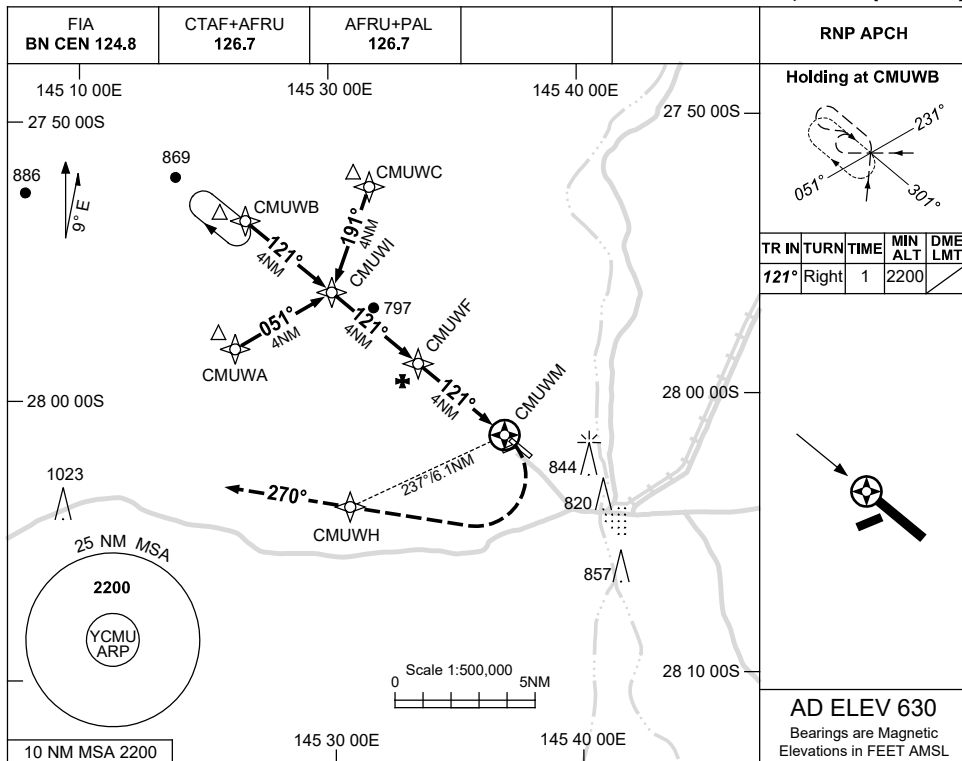 FIA
BN CEN 124.8
CTAF+AFRU
126.7
AFRU+PAL
126.7
RNP APCH
145 10 00E
145 30 00E
145 40 00E
27 50 00S
27 50 00S
Holding at CMUWB
231°
051°
301°
TR IN TURN TIME MIN ALT DME LMT
121° Right 1 2200
886
869
9° E
CMUWB
CMUWC
121°
4NM
191°
4NM
CMUWI
797
051°
4NM
CMUWA
121°
4NM
CMUWF
121°
4NM
CMUWM
28 00 00S
28 00 00S
1023
237°/6.1NM
270°
CMUWH
844
820
857
25 NM MSA
2200
YCMU
ARP
Scale 1:500,000
0 5NM
28 10 00S
10 NM MSA 2200
145 30 00E
145 40 00E
AD ELEV 630
Bearings are Magnetic
Elevations in FEET AMSL